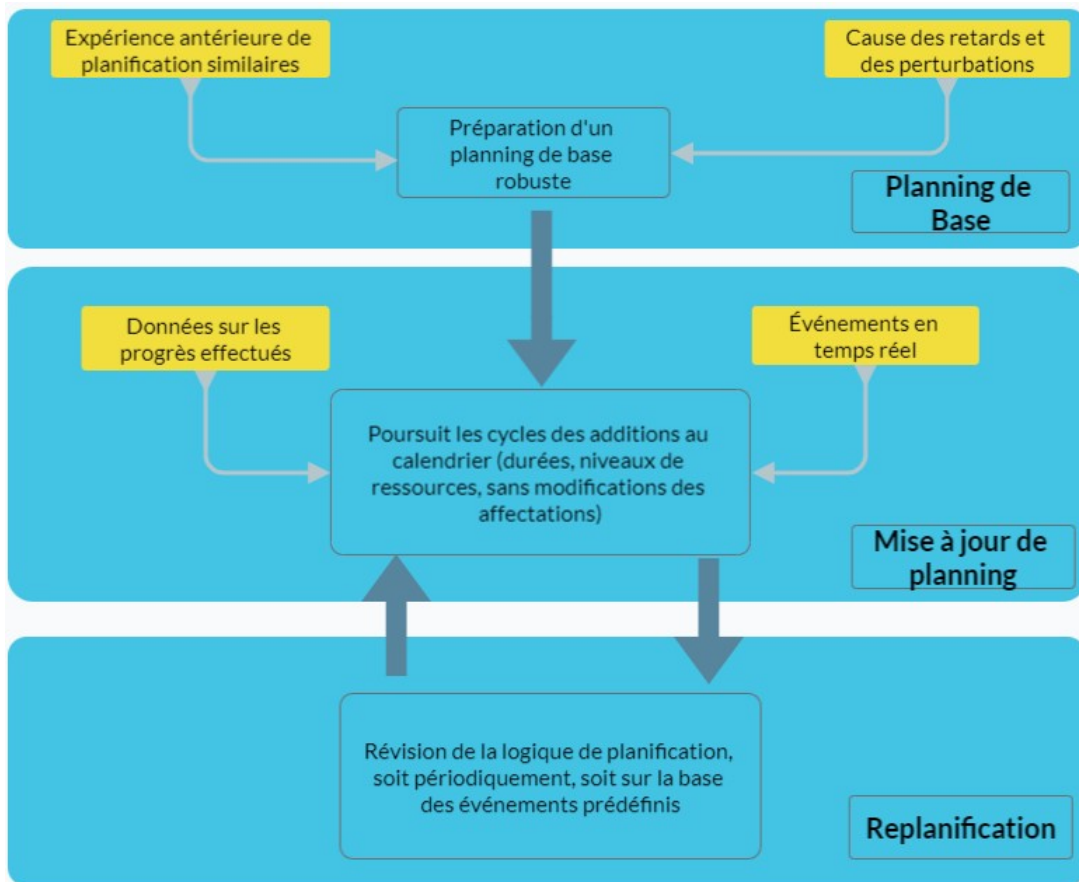 Expérience antérieure de
planification similaires
Cause des retards et
des perturbations
Préparation d'un
planning de base
robuste
Planning de
Base
Données sur les
progrès effectués
Événements en
temps réel
Poursuit les cycles des additions au
calendrier (durées, niveaux de
ressources, sans modifications des
affectations)
Mise à jour de
planning
Révision de la logique de planification,
soit périodiquement, soit sur la base
des événements prédéfinis
Replanification